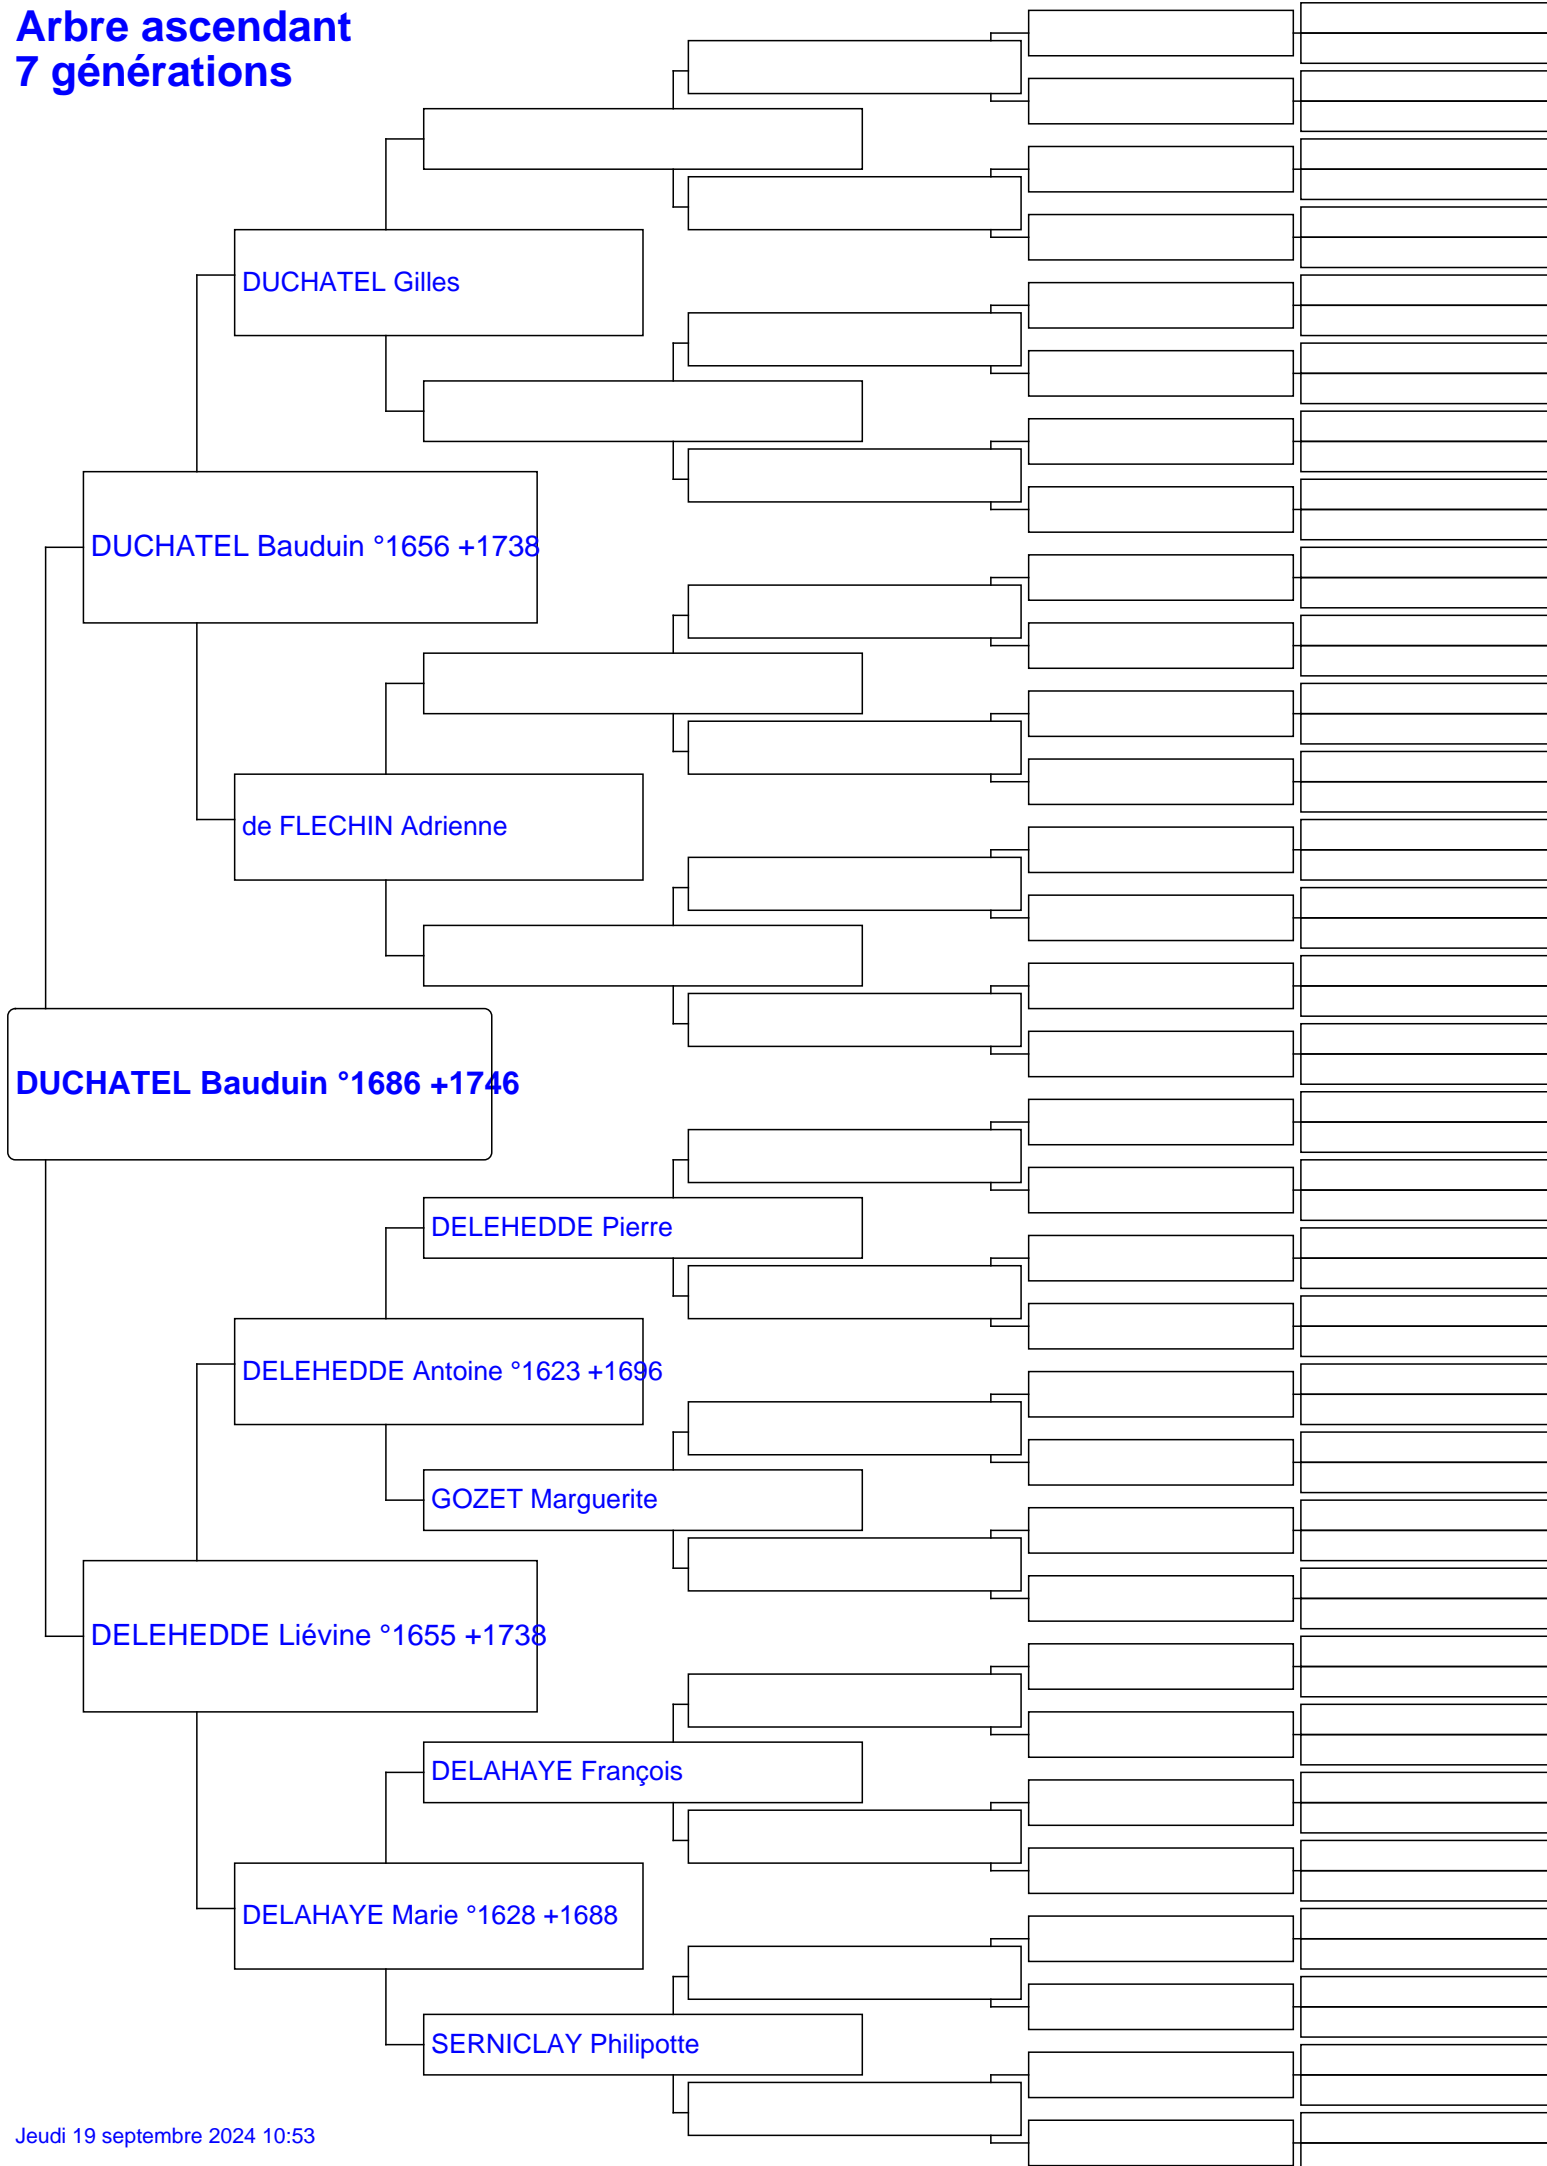 Arbre ascendant
7 générations
DUCHATEL Gilles
DUCHATEL Bauduin °1656 +1738
de FLECHIN Adrienne
DUCHATEL Bauduin °1686 +1746
DELEHEDDE Pierre
DELEHEDDE Antoine °1623 +1696
GOZET Marguerite
DELEHEDDE Liévine °1655 +1738
DELAHAYE François
DELAHAYE Marie °1628 +1688
SERNICLAY Philipotte
Jeudi 19 septembre 2024 10:53